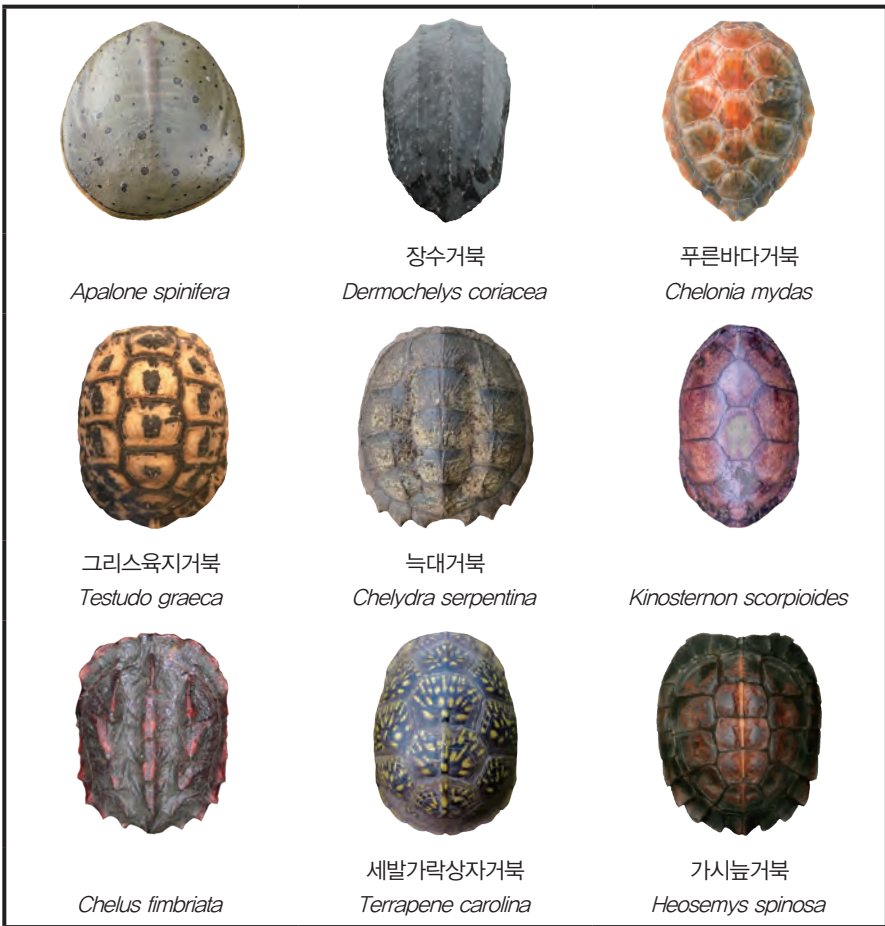 Apalone spinifera
장수거북
Dermochelys coriacea
푸른바다거북
Chelonia mydas
그리스육지거북
Testudo graeca
늑대거북
Chelydra serpentina
Kinosternon scorpioides
Chelus fimbriata
세발가락상자거북
Terrapene carolina
가시늪거북
Heosemys spinosa